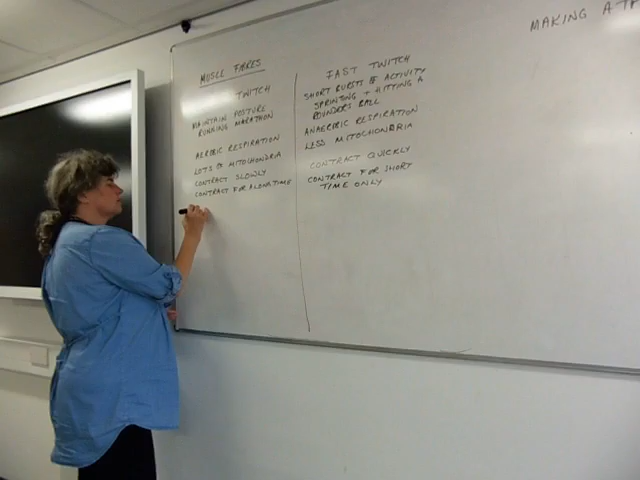 MUSLE FIBRES
TWITCH
MAINTAIN POSTURE
RUNNING MARATHON
AEROBIC RESPIRATION
LOTS OF MITOCHONDRIA
CONTRACT SLOWLY
CONTRACT FOR A LONG TIME
FAST TWITCH
SHORT BURSTS OF ACTIVITY
SPRINTING + HITTING A
ROUNDERS BALL
ANAEROBIC RESPIRATION
LESS MITOCHONDRIA
CONTRACT QUICKLY
CONTRACT FOR SHORT
TIME ONLY
MAKING A